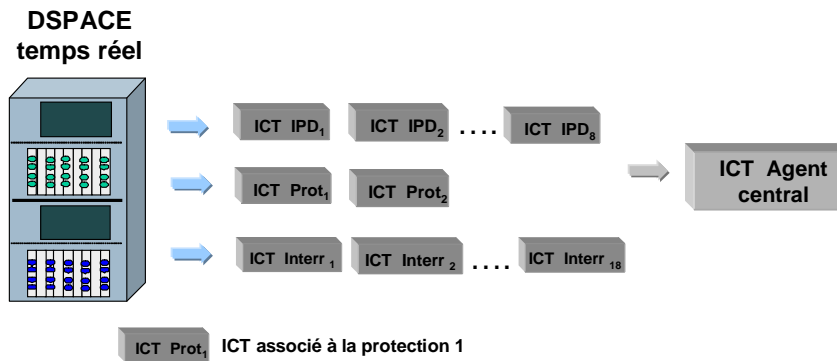 DSPACE
temps réel
ICT IPD1 ICT IPD2 .... ICT IPD8
ICT Prot1 ICT Prot2
ICT Agent
central
ICT Interr 1 ICT Interr 2 .... ICT Interr 18
ICT Prot1 ICT associé à la protection 1